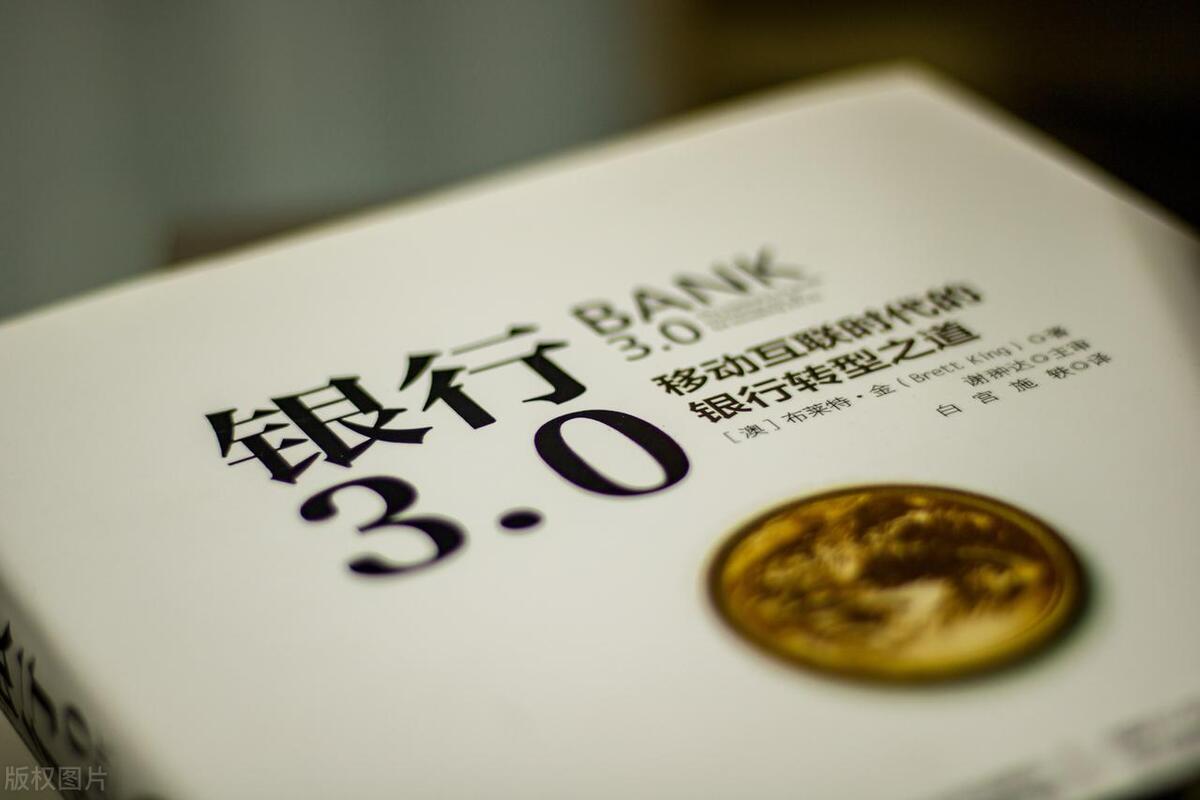 银行
3.0
BANK
3.0
移动互联时代的
银行转型之道
[澳]布莱特·金(Brett King)◎著
谢翀达◎主审
白宫 施轶◎译
版权图片